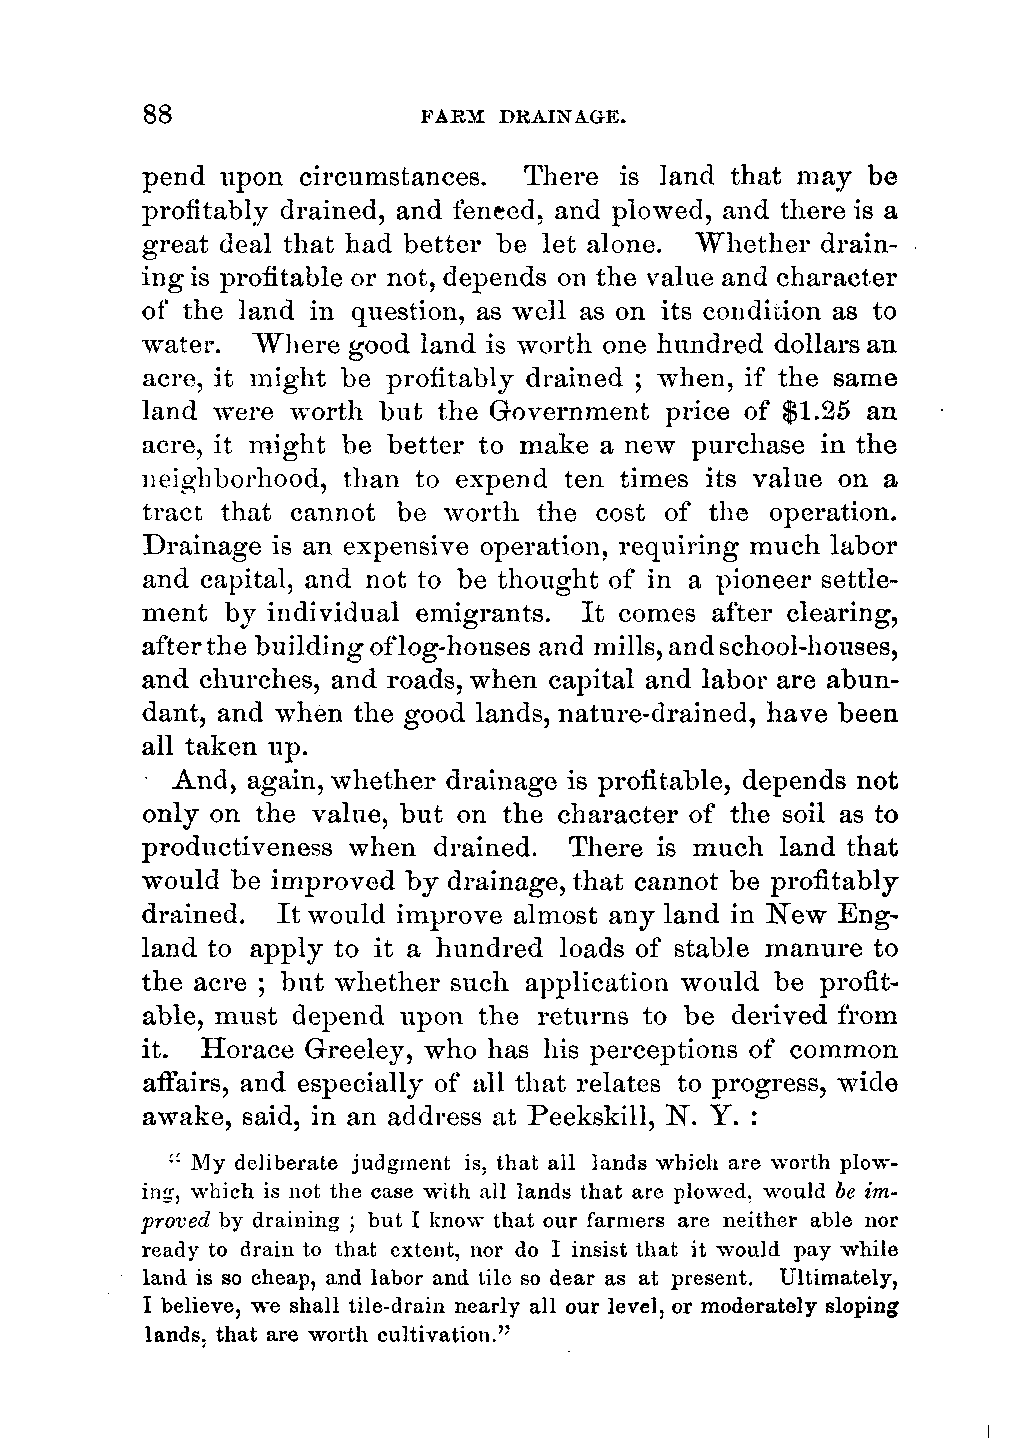 88 FARM DRAINAGE.
pend upon circumstances. There is land that may be
profitably drained, and fenced, and plowed, and there is a
great deal that had better be let alone. Whether drain-
ing is profitable or not, depends on the value and character
of the land in question, as well as on its condition as to
water. Where good land is worth one hundred dollars an
acre, it might be profitably drained ; when, if the same
land were worth but the Government price of $1.25 an
acre, it might be better to make a new purchase in the
neighborhood, than to expend ten times its value on a
tract that cannot be worth the cost of the operation.
Drainage is an expensive operation, requiring much labor
and capital, and not to be thought of in a pioneer settle-
ment by individual emigrants. It comes after clearing,
after the building of log-houses and mills, and school-houses,
and churches, and roads, when capital and labor are abun-
dant, and when the good lands, nature-drained, have been
all taken up.
And, again, whether drainage is profitable, depends not
only on the value, but on the character of the soil as to
productiveness when drained. There is much land that
would be improved by drainage, that cannot be profitably
drained. It would improve almost any land in New Eng-
land to apply to it a hundred loads of stable manure to
the acre ; but whether such application would be profit-
able, must depend upon the returns to be derived from
it. Horace Greeley, who has his perceptions of common
affairs, and especially of all that relates to progress, wide
awake, said, in an address at Peekskill, N. Y. :
“ My deliberate judgment is, that all lands which are worth plow-
ing, which is not the case with all lands that are plowed, would be im-
proved by draining ; but I know that our farmers are neither able nor
ready to drain to that extent, nor do I insist that it would pay while
land is so cheap, and labor and tile so dear as at present. Ultimately,
I believe, we shall tile-drain nearly all our level, or moderately sloping
lands, that are worth cultivation.”